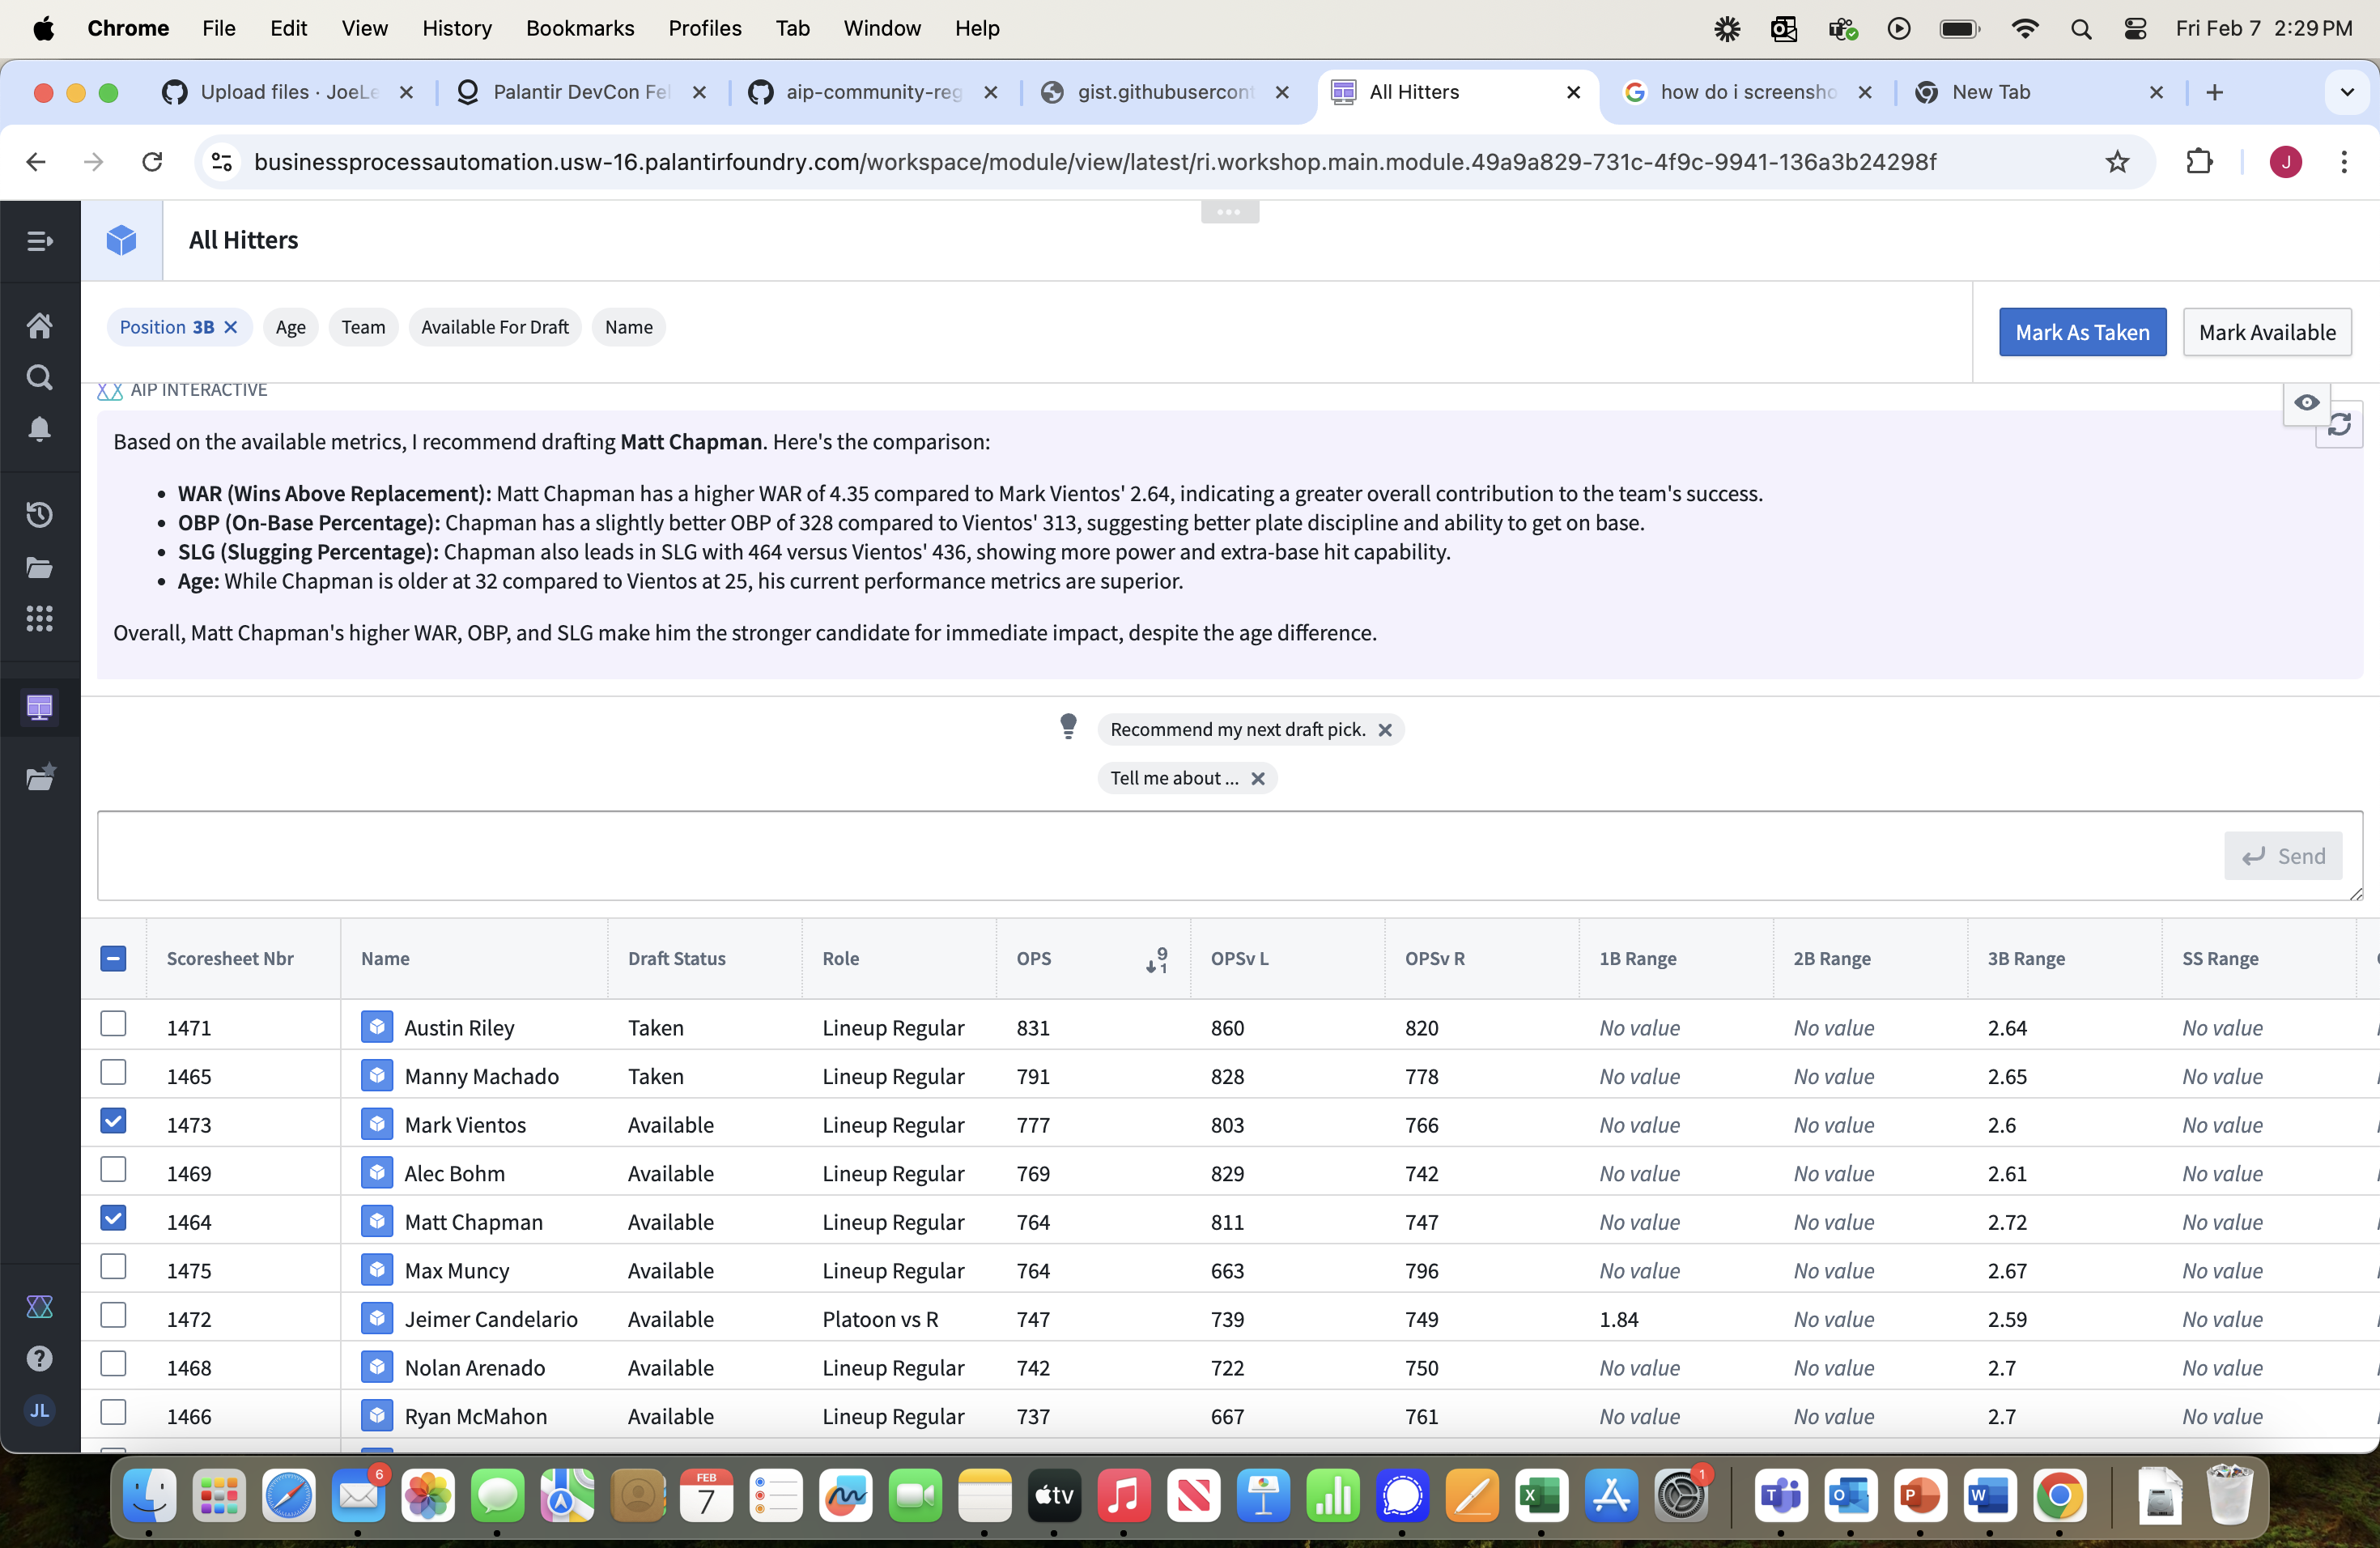 Chrome File Edit View History Bookmarks Profiles Tab Window Help Fri Feb 7 2:29 PM
Upload files · JoeLe Palantir DevCon Fel aip-community-reg gist.githubusercont All Hitters how do i screensho New Tab
businessprocessautomation.usw-16.palantirfoundry.com/workspace/module/view/latest/ri.workshop.main.module.49a9a829-731c-4f9c-9941-136a3b24298f J
All Hitters
Position 3B Age Team Available For Draft Name Mark As Taken Mark Available
AIP INTERACTIVE
Based on the available metrics, I recommend drafting Matt Chapman. Here's the comparison:
• WAR (Wins Above Replacement): Matt Chapman has a higher WAR of 4.35 compared to Mark Vientos' 2.64, indicating a greater overall contribution to the team's success.
• OBP (On-Base Percentage): Chapman has a slightly better OBP of 328 compared to Vientos' 313, suggesting better plate discipline and ability to get on base.
• SLG (Slugging Percentage): Chapman also leads in SLG with 464 versus Vientos' 436, showing more power and extra-base hit capability.
• Age: While Chapman is older at 32 compared to Vientos at 25, his current performance metrics are superior.
Overall, Matt Chapman's higher WAR, OBP, and SLG make him the stronger candidate for immediate impact, despite the age difference.
Recommend my next draft pick.
Tell me about ...
Send
Scoresheet Nbr Name Draft Status Role OPS 9 1 OPSv L OPSv R 1B Range 2B Range 3B Range SS Range
1471 Austin Riley Taken Lineup Regular 831 860 820 No value No value 2.64 No value
1465 Manny Machado Taken Lineup Regular 791 828 778 No value No value 2.65 No value
1473 Mark Vientos Available Lineup Regular 777 803 766 No value No value 2.6 No value
1469 Alec Bohm Available Lineup Regular 769 829 742 No value No value 2.61 No value
1464 Matt Chapman Available Lineup Regular 764 811 747 No value No value 2.72 No value
1475 Max Muncy Available Lineup Regular 764 663 796 No value No value 2.67 No value
1472 Jeimer Candelario Available Platoon vs R 747 739 749 1.84 No value 2.59 No value
1468 Nolan Arenado Available Lineup Regular 742 722 750 No value No value 2.7 No value
1466 Ryan McMahon Available Lineup Regular 737 667 761 No value No value 2.7 No value
JL
6 FEB 7 tv 1